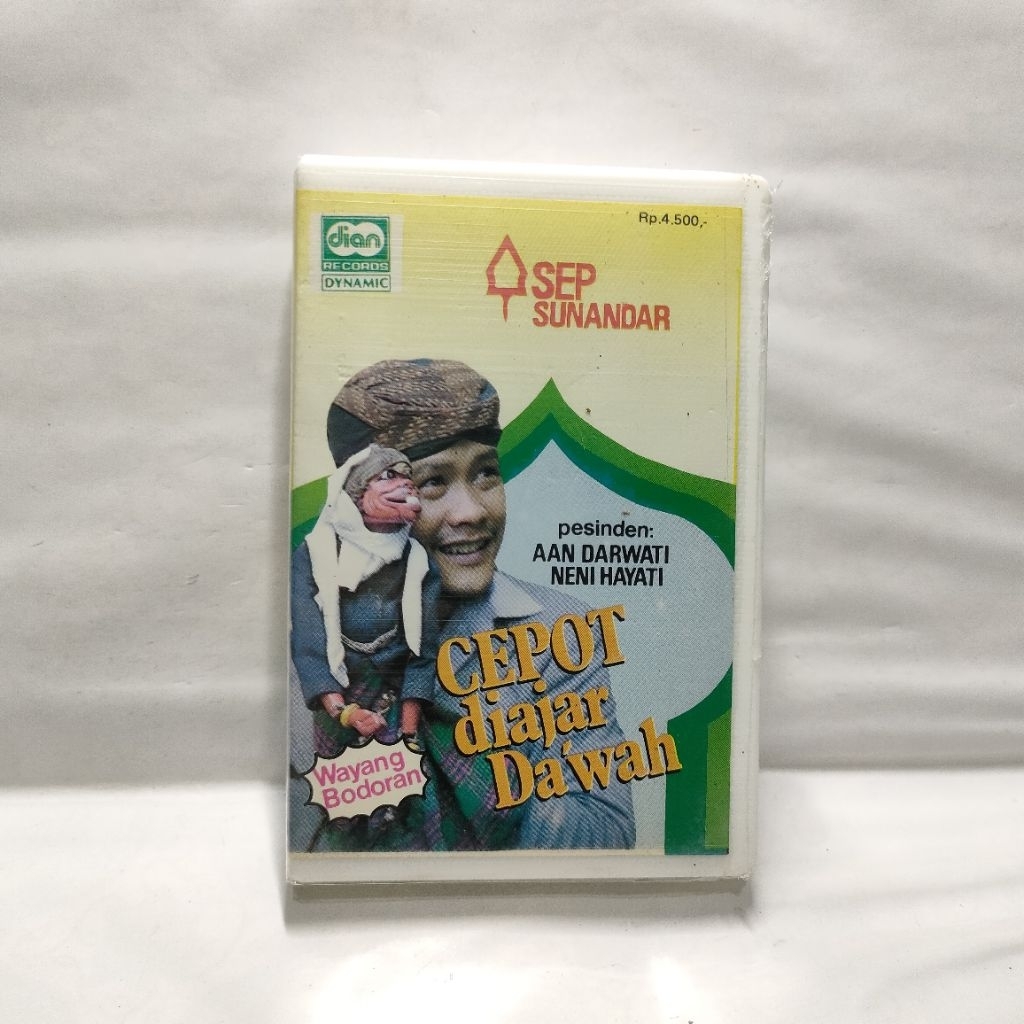 dian
RECORDS
DYNAMIC
Rp.4.500,-
ASEP
SUNANDAR
pesinden:
AAN DARWATI
NENI HAYATI
CEPOT
diajar
Da'wah
Wayang
Bodoran